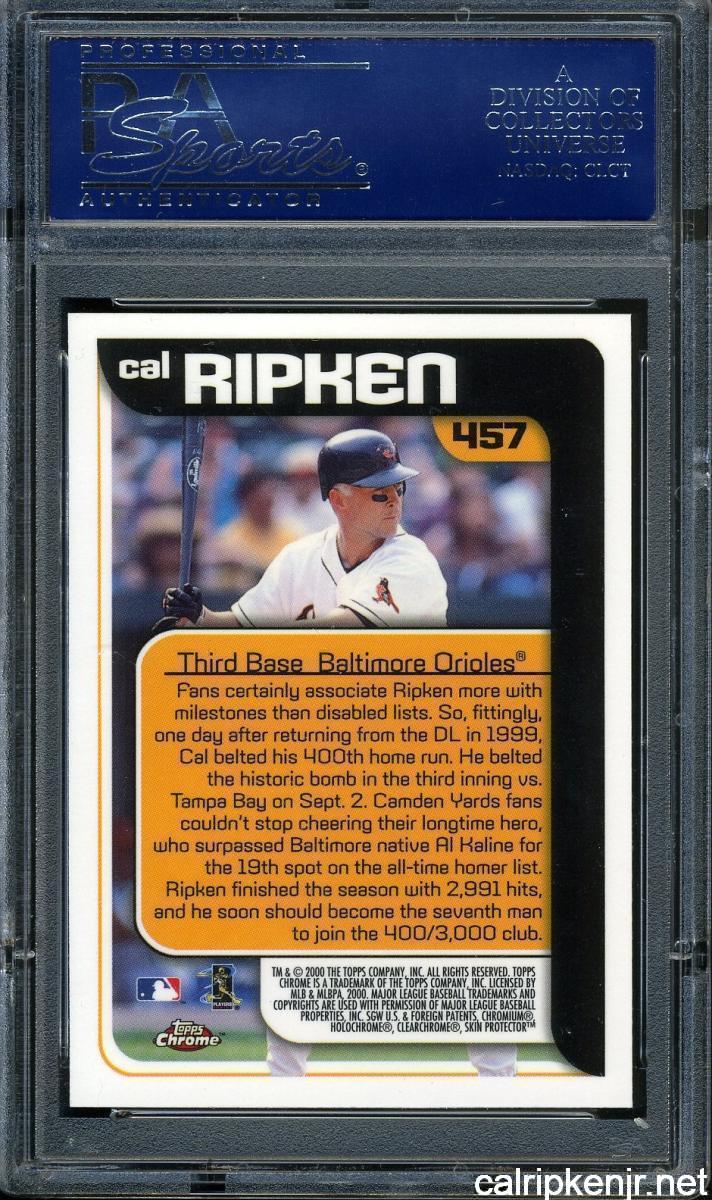 PROFESSIONAL
PSA
Sports®
AUTHENTICATOR
A
DIVISION OF
COLLECTORS
UNIVERSE
NASDAQ: CLCT
cal RIPKEN
457
Third Base Baltimore Orioles®
Fans certainly associate Ripken more with
milestones than disabled lists. So, fittingly,
one day after returning from the DL in 1999,
Cal belted his 400th home run. He belted
the historic bomb in the third inning vs.
Tampa Bay on Sept. 2. Camden Yards fans
couldn't stop cheering their longtime hero,
who surpassed Baltimore native Al Kaline for
the 19th spot on the all-time homer list.
Ripken finished the season with 2,991 hits,
and he soon should become the seventh man
to join the 400/3,000 club.
TM & © 2000 THE TOPPS COMPANY, INC. ALL RIGHTS RESERVED. TOPPS
CHROME IS A TRADEMARK OF THE TOPPS COMPANY, INC. LICENSED BY
MLB & MLBPA, 2000. MAJOR LEAGUE BASEBALL TRADEMARKS AND
COPYRIGHTS ARE USED WITH PERMISSION OF MAJOR LEAGUE BASEBALL
PROPERTIES, INC. SGW U.S. & FOREIGN PATENTS, CHROMIUM®,
HOLOCHROME®, CLEARCHROME®, SKIN PROTECTOR™
PLAYERS
Topps
Chrome™
calripkenjr.net